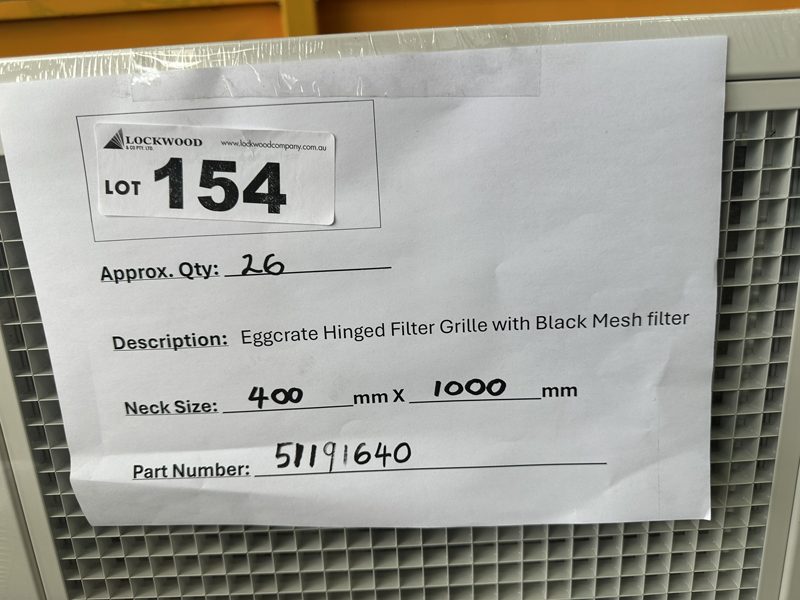 LOCKWOOD www.lockwoodcompany.com.au
& CO PTY. LTD.
LOT 154
Approx. Qty: 26
Description: Eggcrate Hinged Filter Grille with Black Mesh filter
Neck Size: 400 mm X 1000 mm
Part Number: 51191640